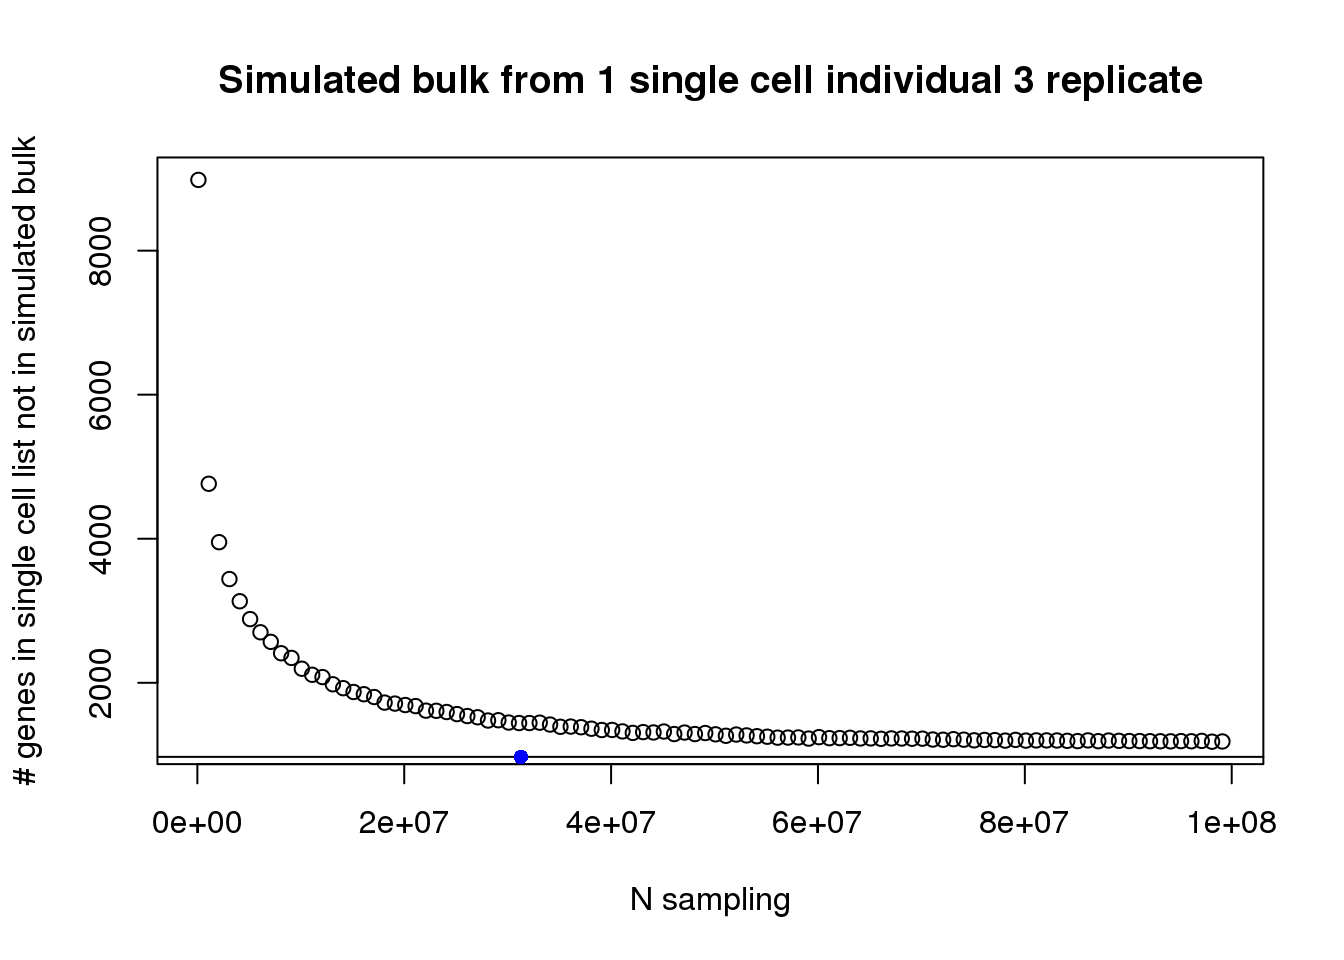 Simulated bulk from 1 single cell individual 3 replicate
# genes in single cell list not in simulated bulk
8000
6000
4000
2000
0e+00 2e+07 4e+07 6e+07 8e+07 1e+08
N sampling